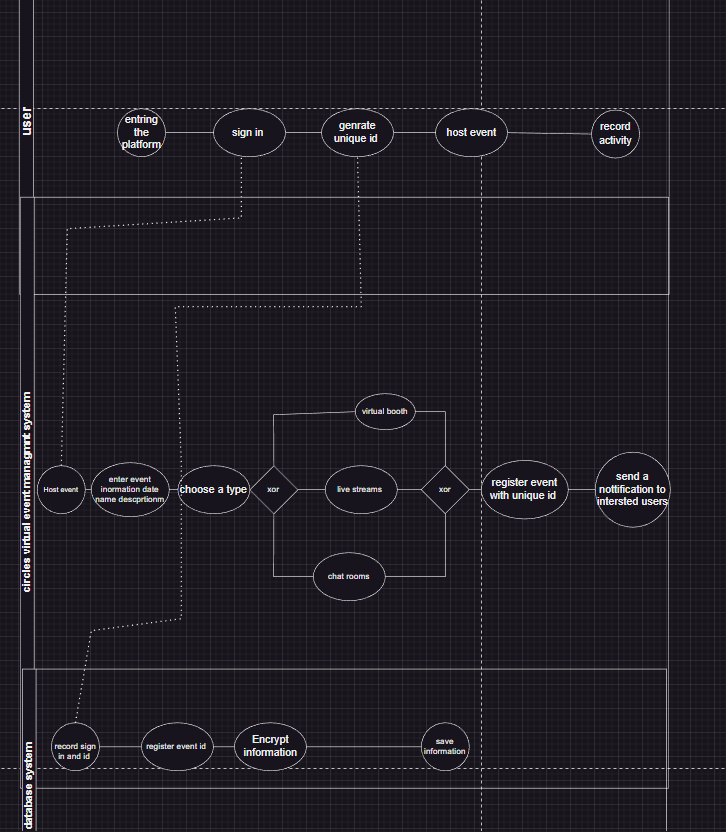 user
entring
the
platform
sign in
genrate
unique id
host event
record
activity
circles virtual event managmnt system
virtual booth
Host event
enter event
inormation date
name descprtionm
choose a type
xor
live streams
xor
register event
with unique id
send a
nottification to
intersted users
chat rooms
database system
record sign
in and id
register event id
Encrypt
information
save
information